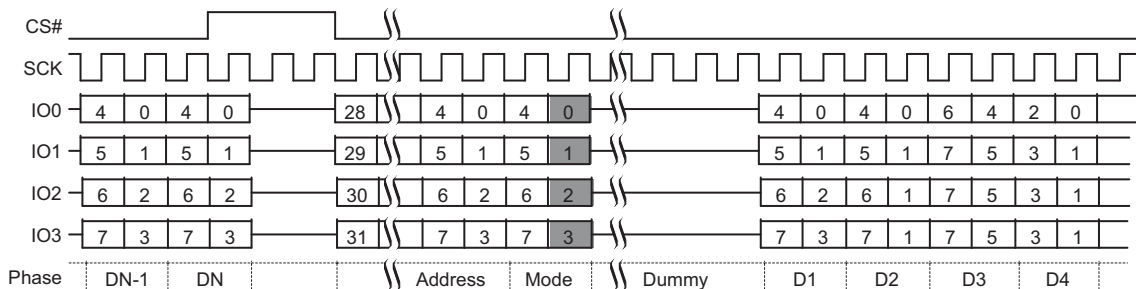 CS#
SCK
IO0 4 0 4 0 28 4 0 4 0 4 0 4 0 6 4 2 0
IO1 5 1 5 1 29 5 1 5 1 5 1 5 1 7 5 3 1
IO2 6 2 6 2 30 6 2 6 2 6 2 6 1 7 5 3 1
IO3 7 3 7 3 31 7 3 7 3 7 3 7 1 7 5 3 1
Phase DN-1 DN Address Mode Dummy D1 D2 D3 D4